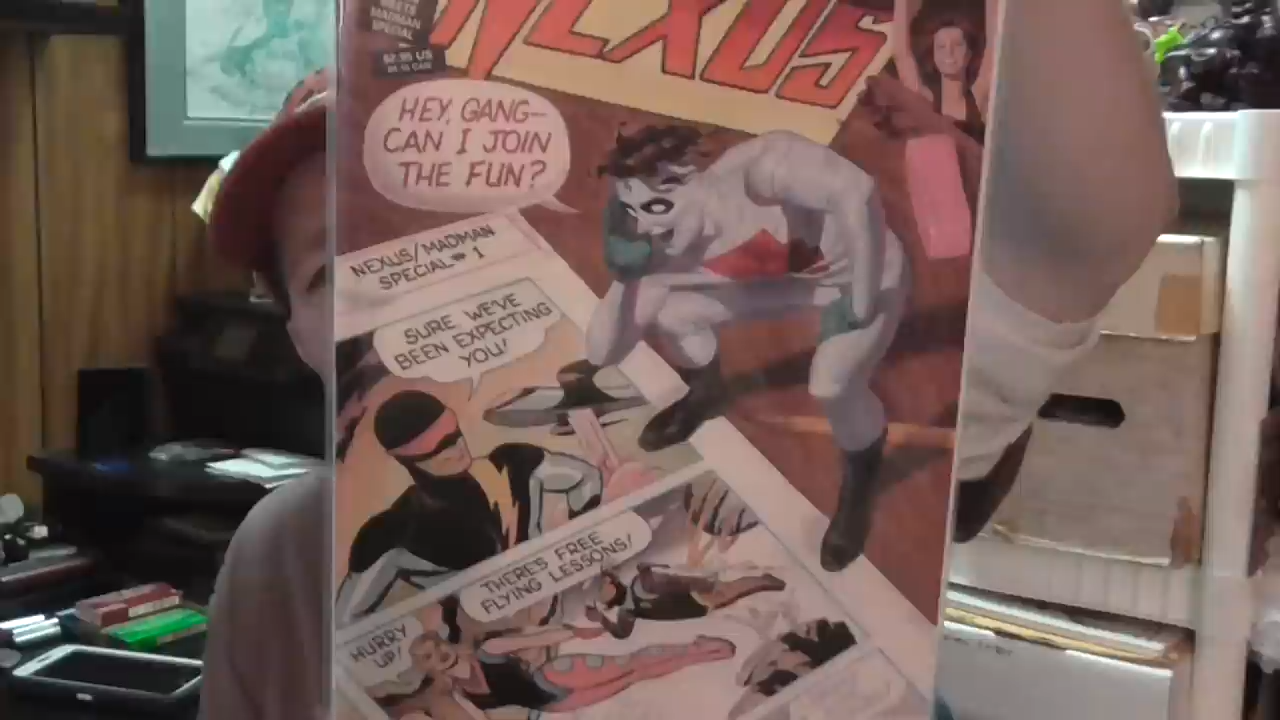 MEETS
MADMAN
SPECIAL
$2.95 US
NEXUS
HEY, GANG—
CAN I JOIN
THE FUN?
NEXUS/MADMAN
SPECIAL # 1
SURE WE'VE
BEEN EXPECTING
YOU!
THERE'S FREE
FLYING LESSONS!
HURRY
UP!